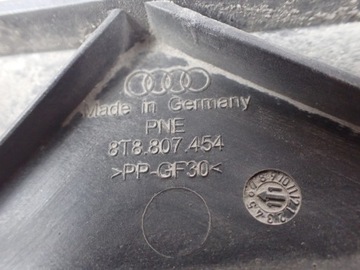 Made in Germany
PNE
8T8.807.454
>PP-GF30<